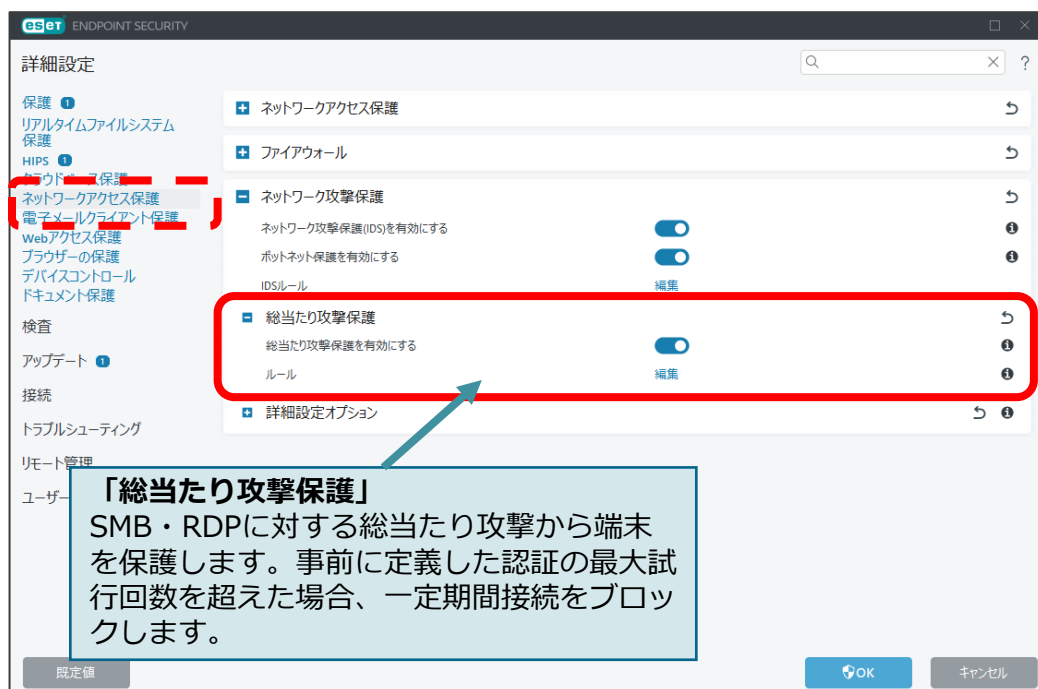 eset ENDPOINT SECURITY
詳細設定
?
保護 1
リアルタイムファイルシステム
保護
HIPS 1
クラウドベース保護
ネットワークアクセス保護
電子メールクライアント保護
Webアクセス保護
ブラウザーの保護
デバイスコントロール
ドキュメント保護
検査
アップデート 1
接続
トラブルシューティング
リモート管理
ユーザー
ネットワークアクセス保護
ファイアウォール
ネットワーク攻撃保護
ネットワーク攻撃保護(IDS)を有効にする
ボットネット保護を有効にする
IDSルール 編集
総当たり攻撃保護
総当たり攻撃保護を有効にする
ルール 編集
詳細設定オプション
「総当たり攻撃保護」
SMB・RDPに対する総当たり攻撃から端末
を保護します。事前に定義した認証の最大試
行回数を超えた場合、一定期間接続をブロッ
クします。
既定値
OK
キャンセル